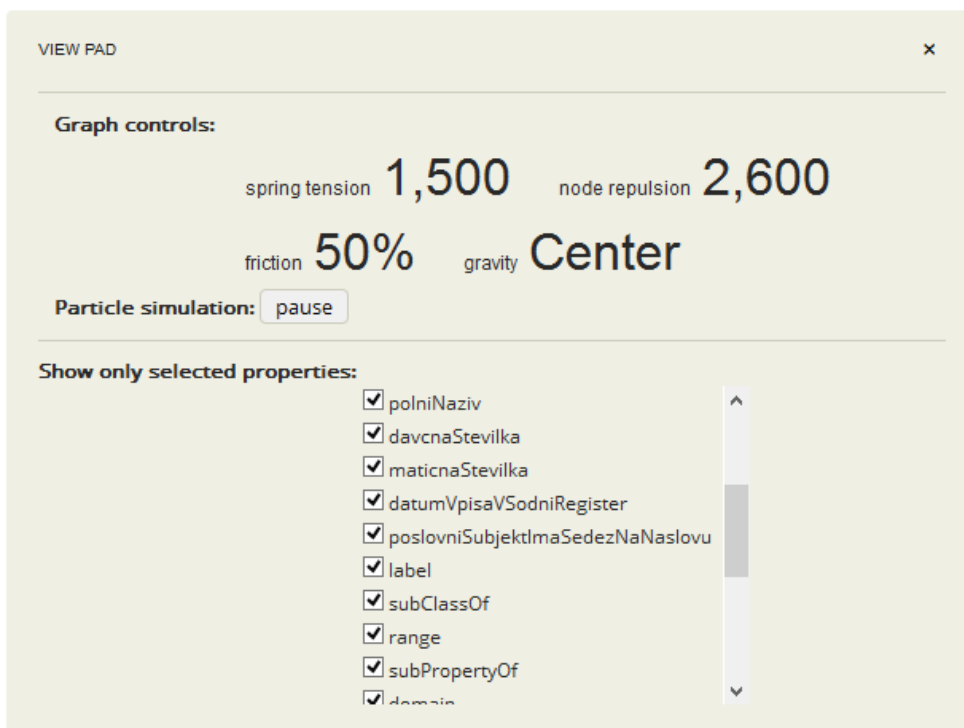 VIEW PAD ×
Graph controls:
spring tension 1,500 node repulsion 2,600
friction 50% gravity Center
Particle simulation: pause
Show only selected properties:
polniNaziv
davcnaStevilka
maticnaStevilka
datumVpisaVSodniRegister
poslovniSubjektImaSedezNaNaslovu
label
subClassOf
range
subPropertyOf
domain